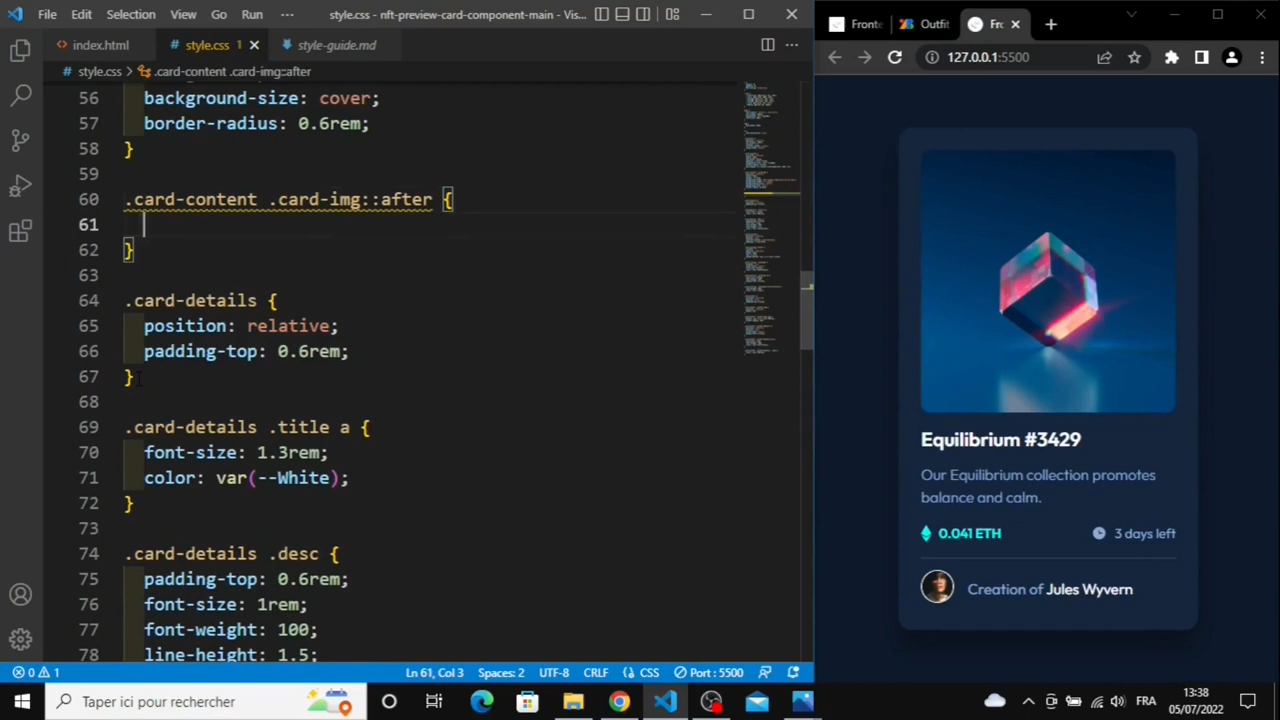 File Edit Selection View Go Run ··· style.css - nft-preview-card-component-main - Vis...
index.html style.css 1 style-guide.md
style.css > .card-content .card-img::after
56 background-size: cover;
57 border-radius: 0.6rem;
58 }
59
60 .card-content .card-img::after {
61
62 }
63
64 .card-details {
65 position: relative;
66 padding-top: 0.6rem;
67 }
68
69 .card-details .title a {
70 font-size: 1.3rem;
71 color: var(--White);
72 }
73
74 .card-details .desc {
75 padding-top: 0.6rem;
76 font-size: 1rem;
77 font-weight: 100;
78 line-height: 1.5;
0 1 Ln 61, Col 3 Spaces: 2 UTF-8 CRLF CSS Port : 5500
Fronte Outfit Fro
127.0.0.1:5500
Equilibrium #3429
Our Equilibrium collection promotes
balance and calm.
0.041 ETH 3 days left
Creation of Jules Wyvern
Taper ici pour rechercher
FRA
13:38
05/07/2022